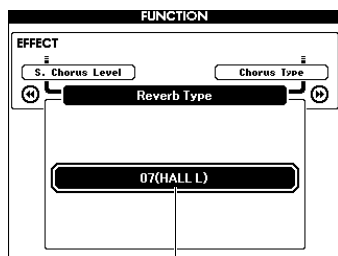 FUNCTION
EFFECT
S. Chorus Level
Chorus Type
Reverb Type
07(HALL L)